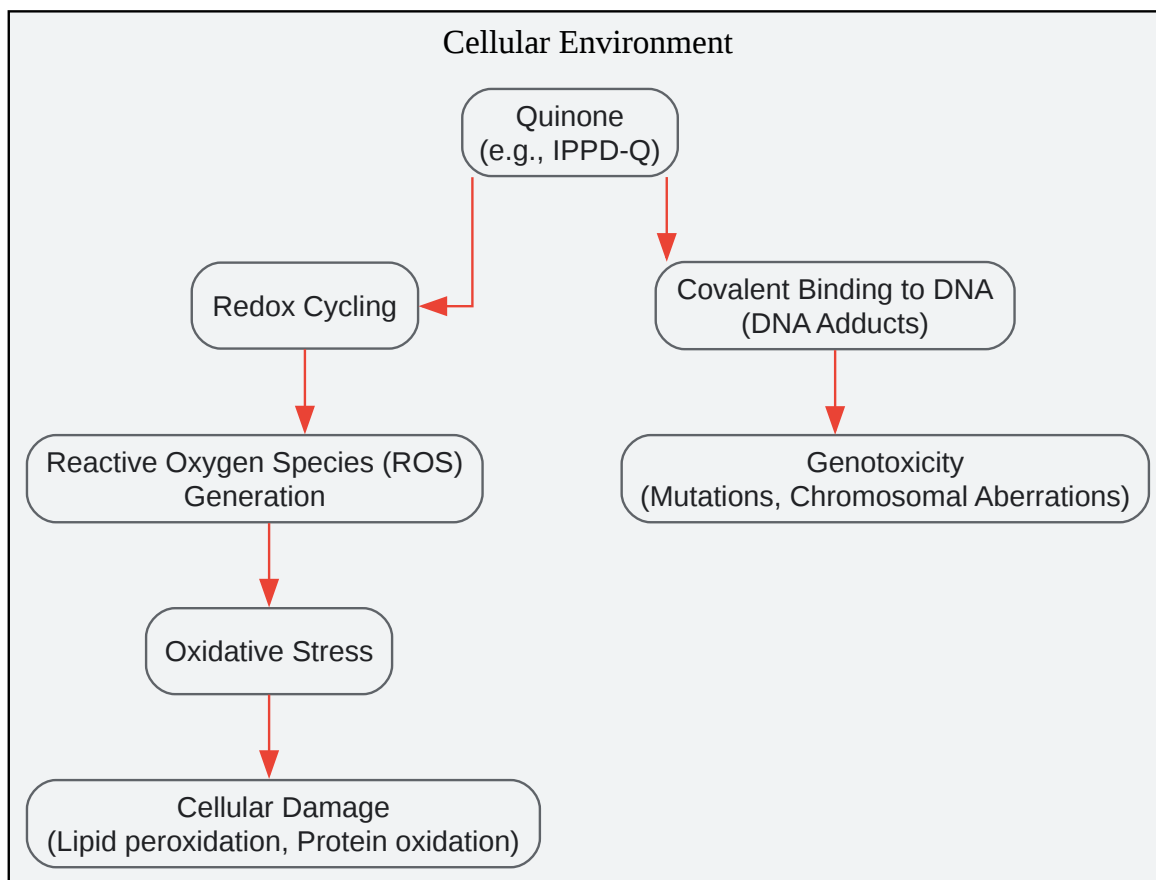 Cellular Environment
Quinone
(e.g., IPPD-Q)
Redox Cycling
Covalent Binding to DNA
(DNA Adducts)
Reactive Oxygen Species (ROS)
Generation
Genotoxicity
(Mutations, Chromosomal Aberrations)
Oxidative Stress
Cellular Damage
(Lipid peroxidation, Protein oxidation)